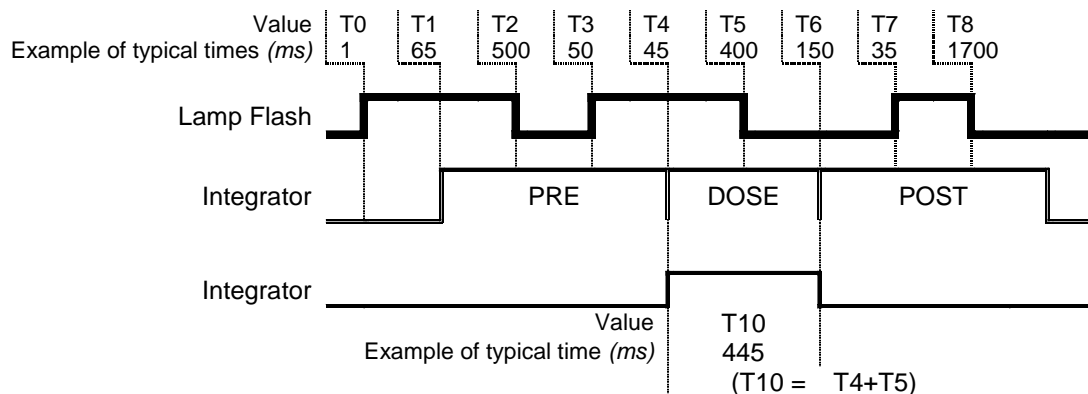 Value T0 T1 T2 T3 T4 T5 T6 T7 T8
Example of typical times (ms) 1 65 500 50 45 400 150 35 1700
Lamp Flash
Integrator PRE DOSE POST
Integrator
Value T10
Example of typical time (ms) 445
(T10 = T4+T5)